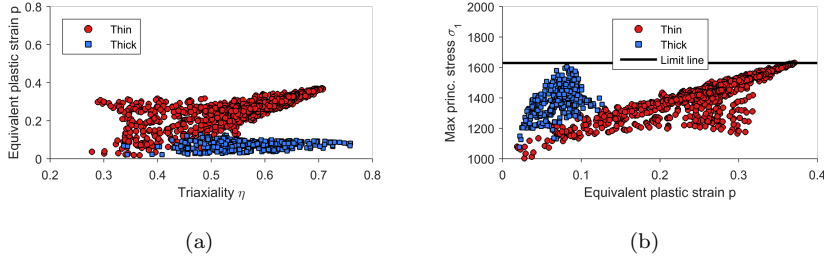 Equivalent plastic strain p
0.8
0.6
0.4
0.2
0
Thin
Thick
0.2 0.3 0.4 0.5 0.6 0.7 0.8
Triaxiality η
(a)
Max princ. stress σ1
2000
1800
1600
1400
1200
1000
Thin
Thick
Limit line
0 0.1 0.2 0.3 0.4
Equivalent plastic strain p
(b)